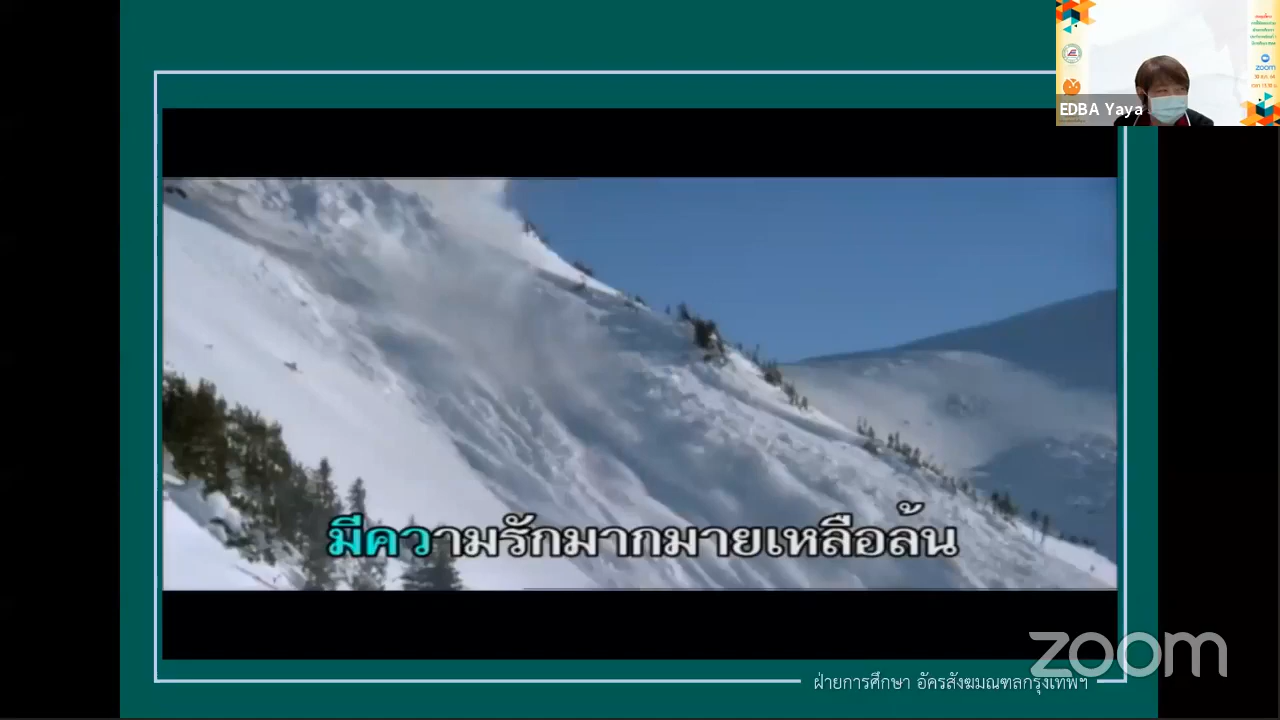 zoom
EDBA Yaya
มีความรักมากมายเหลือล้น
zoom
ฝ่ายการศึกษา อัครสังฆมณฑลกรุงเทพฯ